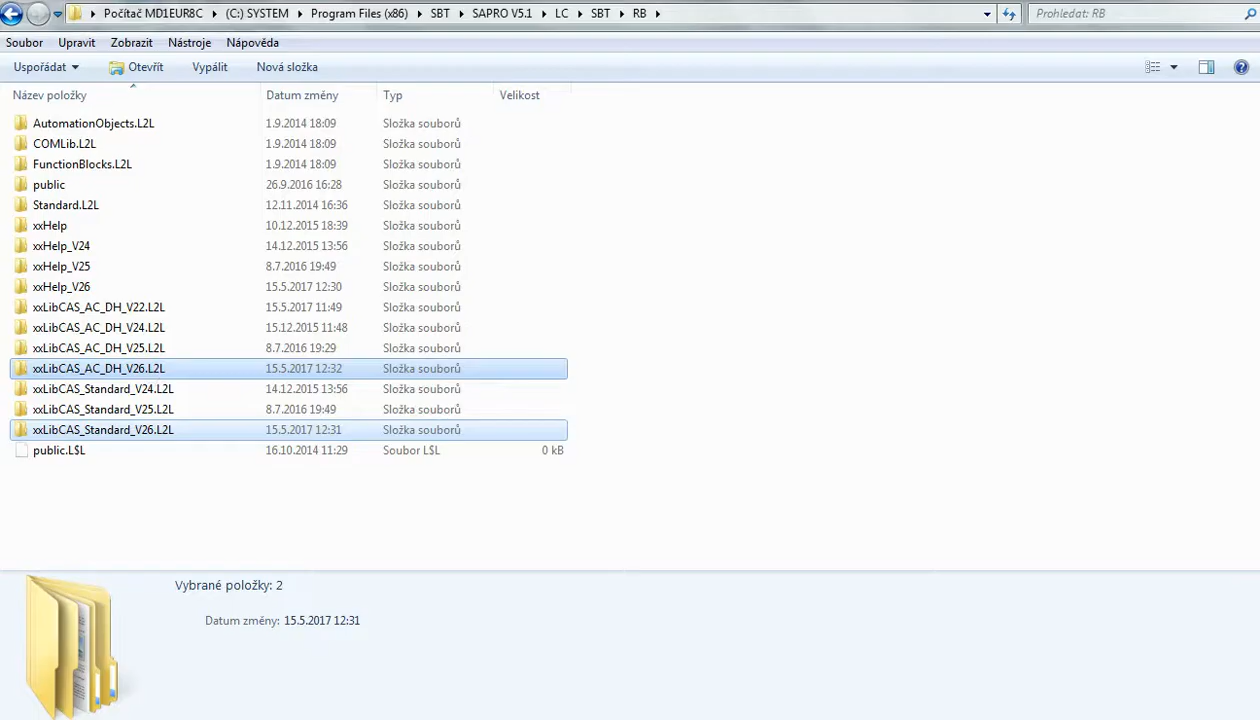 Počítač MD1EUR8C (C:) SYSTEM Program Files (x86) SBT SAPRO V5.1 LC SBT RB Prohledat: RB
Soubor Upravit Zobrazit Nástroje Nápověda
Uspořádat Otevřít Vypálit Nová složka
Název položky Datum změny Typ Velikost
AutomationObjects.L2L 1.9.2014 18:09 Složka souborů
COMLib.L2L 1.9.2014 18:09 Složka souborů
FunctionBlocks.L2L 1.9.2014 18:09 Složka souborů
public 26.9.2016 16:28 Složka souborů
Standard.L2L 12.11.2014 16:36 Složka souborů
xxHelp 10.12.2015 18:39 Složka souborů
xxHelp_V24 14.12.2015 13:56 Složka souborů
xxHelp_V25 8.7.2016 19:49 Složka souborů
xxHelp_V26 15.5.2017 12:30 Složka souborů
xxLibCAS_AC_DH_V22.L2L 15.5.2017 11:49 Složka souborů
xxLibCAS_AC_DH_V24.L2L 15.12.2015 11:48 Složka souborů
xxLibCAS_AC_DH_V25.L2L 8.7.2016 19:29 Složka souborů
xxLibCAS_AC_DH_V26.L2L 15.5.2017 12:32 Složka souborů
xxLibCAS_Standard_V24.L2L 14.12.2015 13:56 Složka souborů
xxLibCAS_Standard_V25.L2L 8.7.2016 19:49 Složka souborů
xxLibCAS_Standard_V26.L2L 15.5.2017 12:31 Složka souborů
public.L$L 16.10.2014 11:29 Soubor L$L 0 kB
Vybrané položky: 2
Datum změny: 15.5.2017 12:31